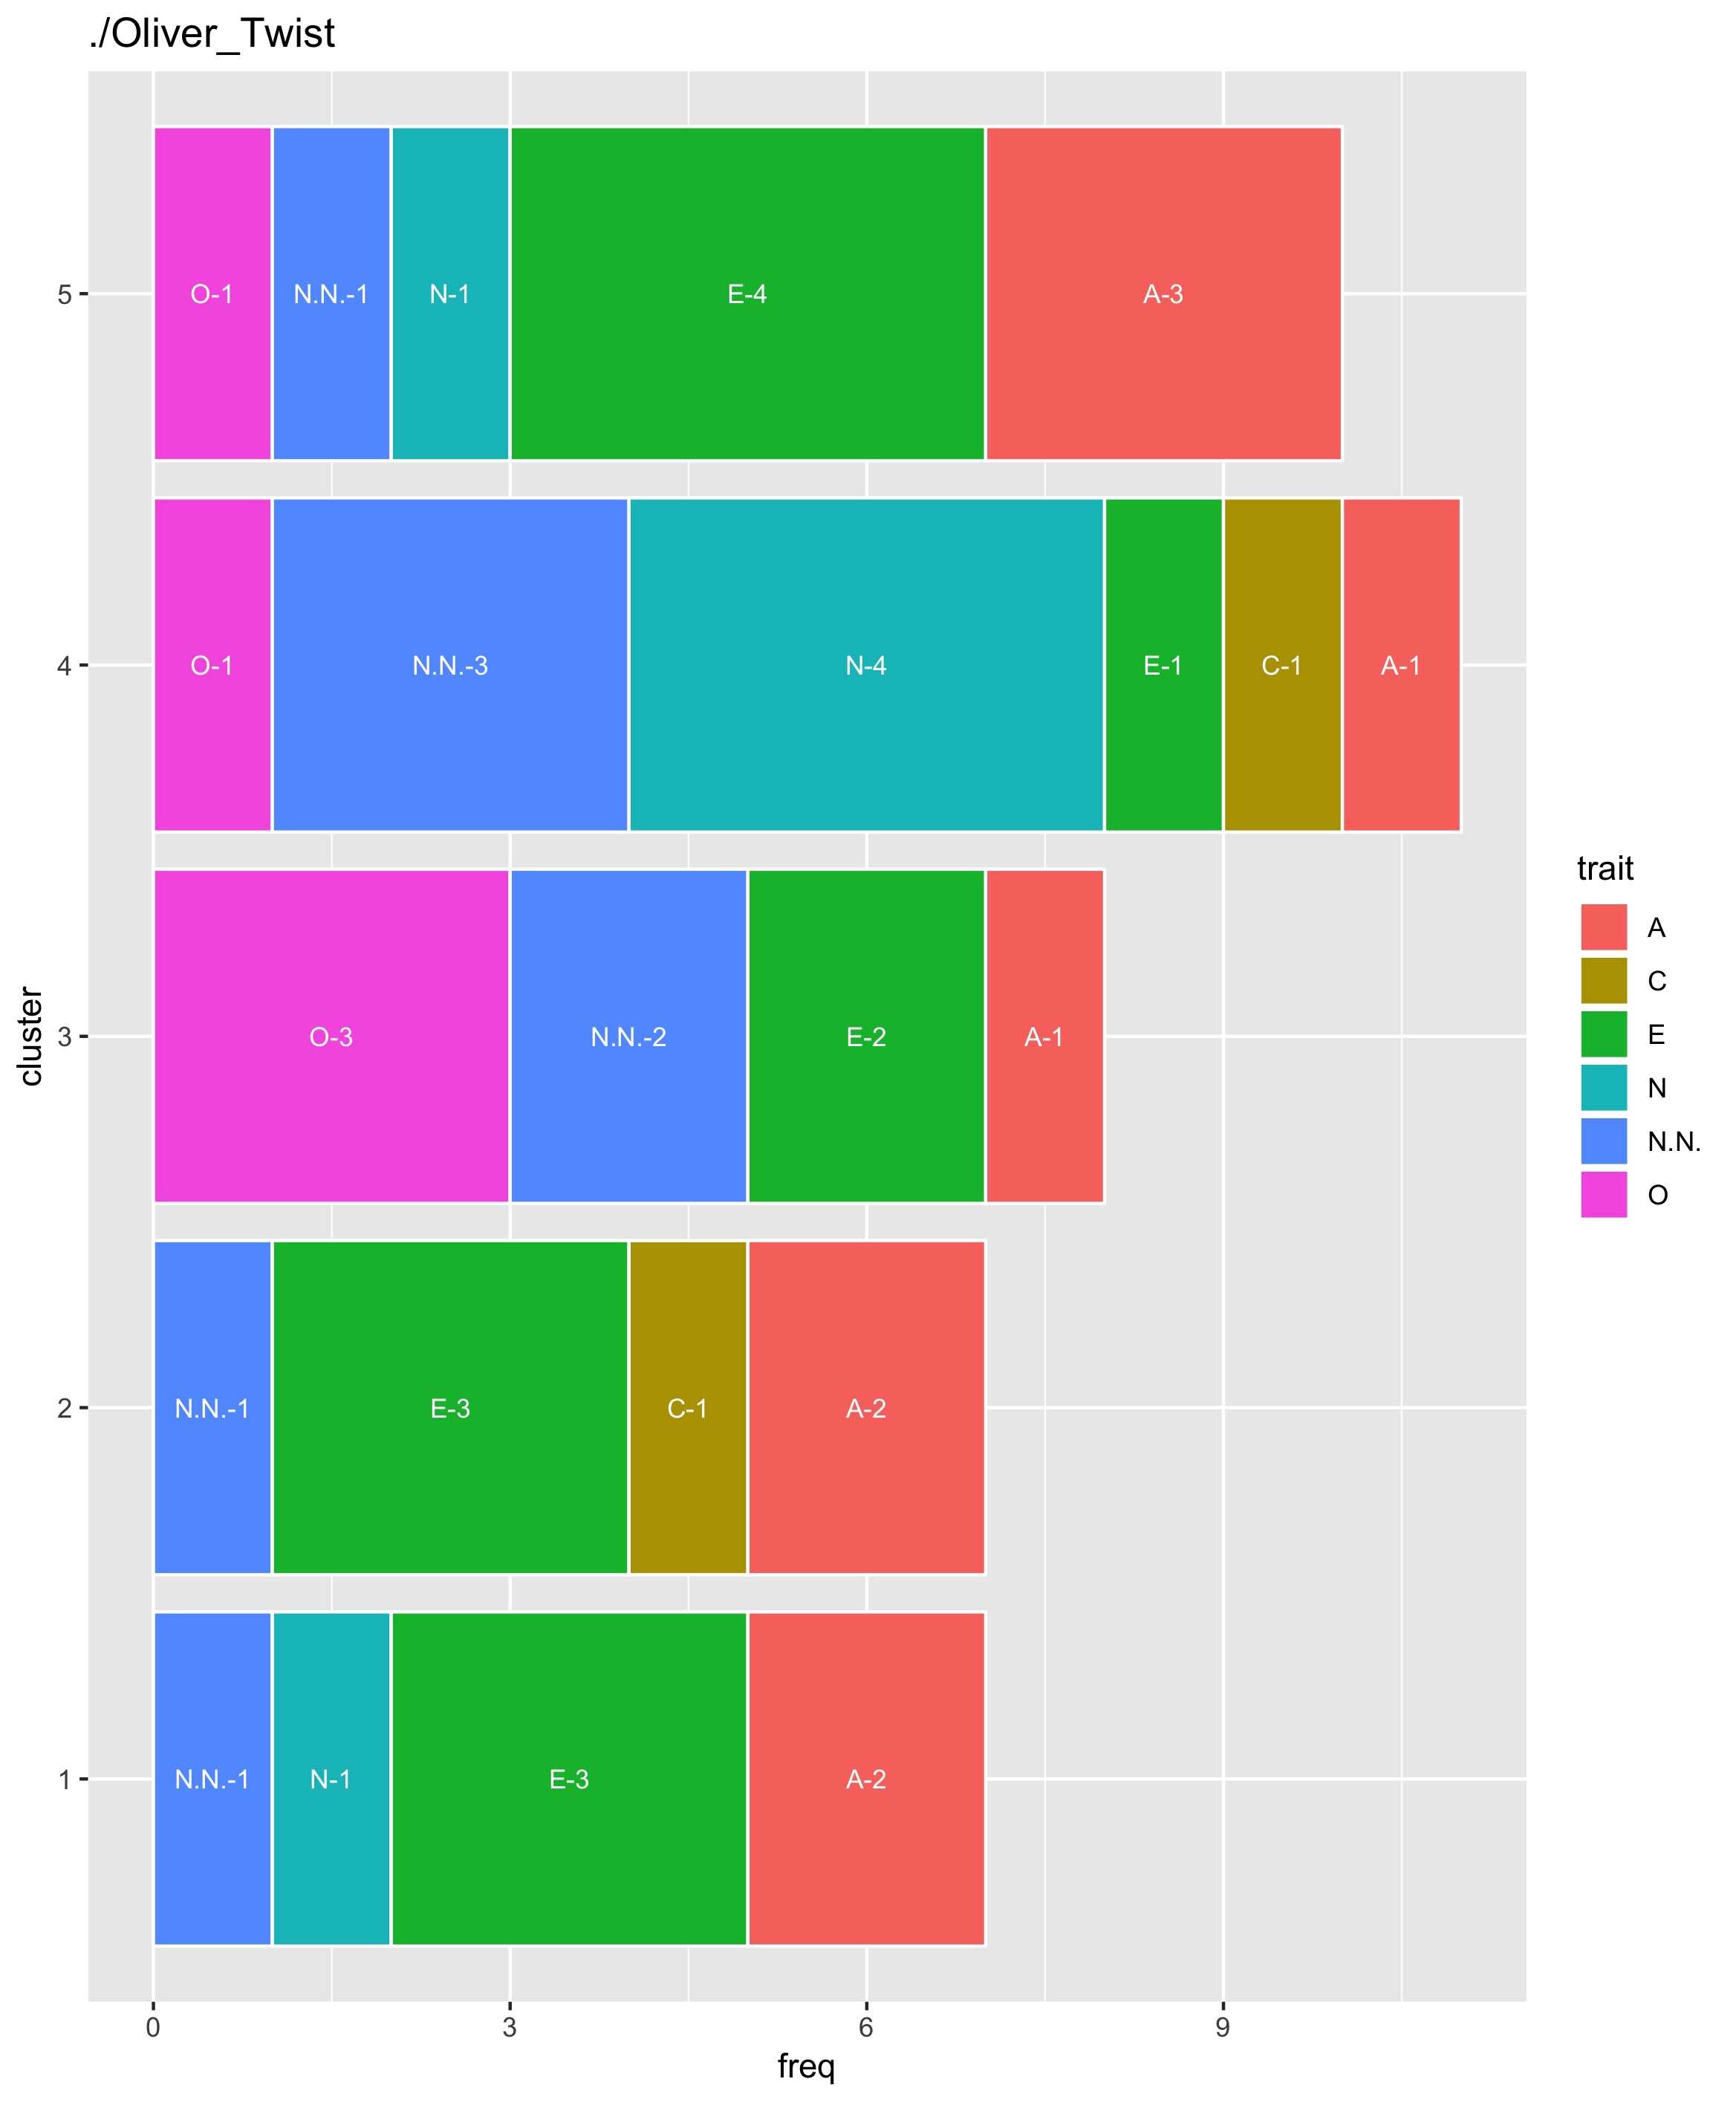 ./Oliver_Twist
5
O-1 N.N.-1 N-1 E-4 A-3
4
O-1 N.N.-3 N-4 E-1 C-1 A-1
3
O-3 N.N.-2 E-2 A-1
2
N.N.-1 E-3 C-1 A-2
1
N.N.-1 N-1 E-3 A-2
cluster
0 3 6 9
freq
trait
A
C
E
N
N.N.
O